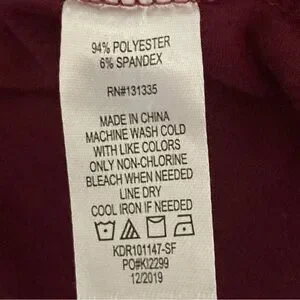 94% POLYESTER
6% SPANDEX
RN#131335
MADE IN CHINA
MACHINE WASH COLD
WITH LIKE COLORS
ONLY NON-CHLORINE
BLEACH WHEN NEEDED
LINE DRY
COOL IRON IF NEEDED
KDR101147-SF
PO#KI2299
12/2019